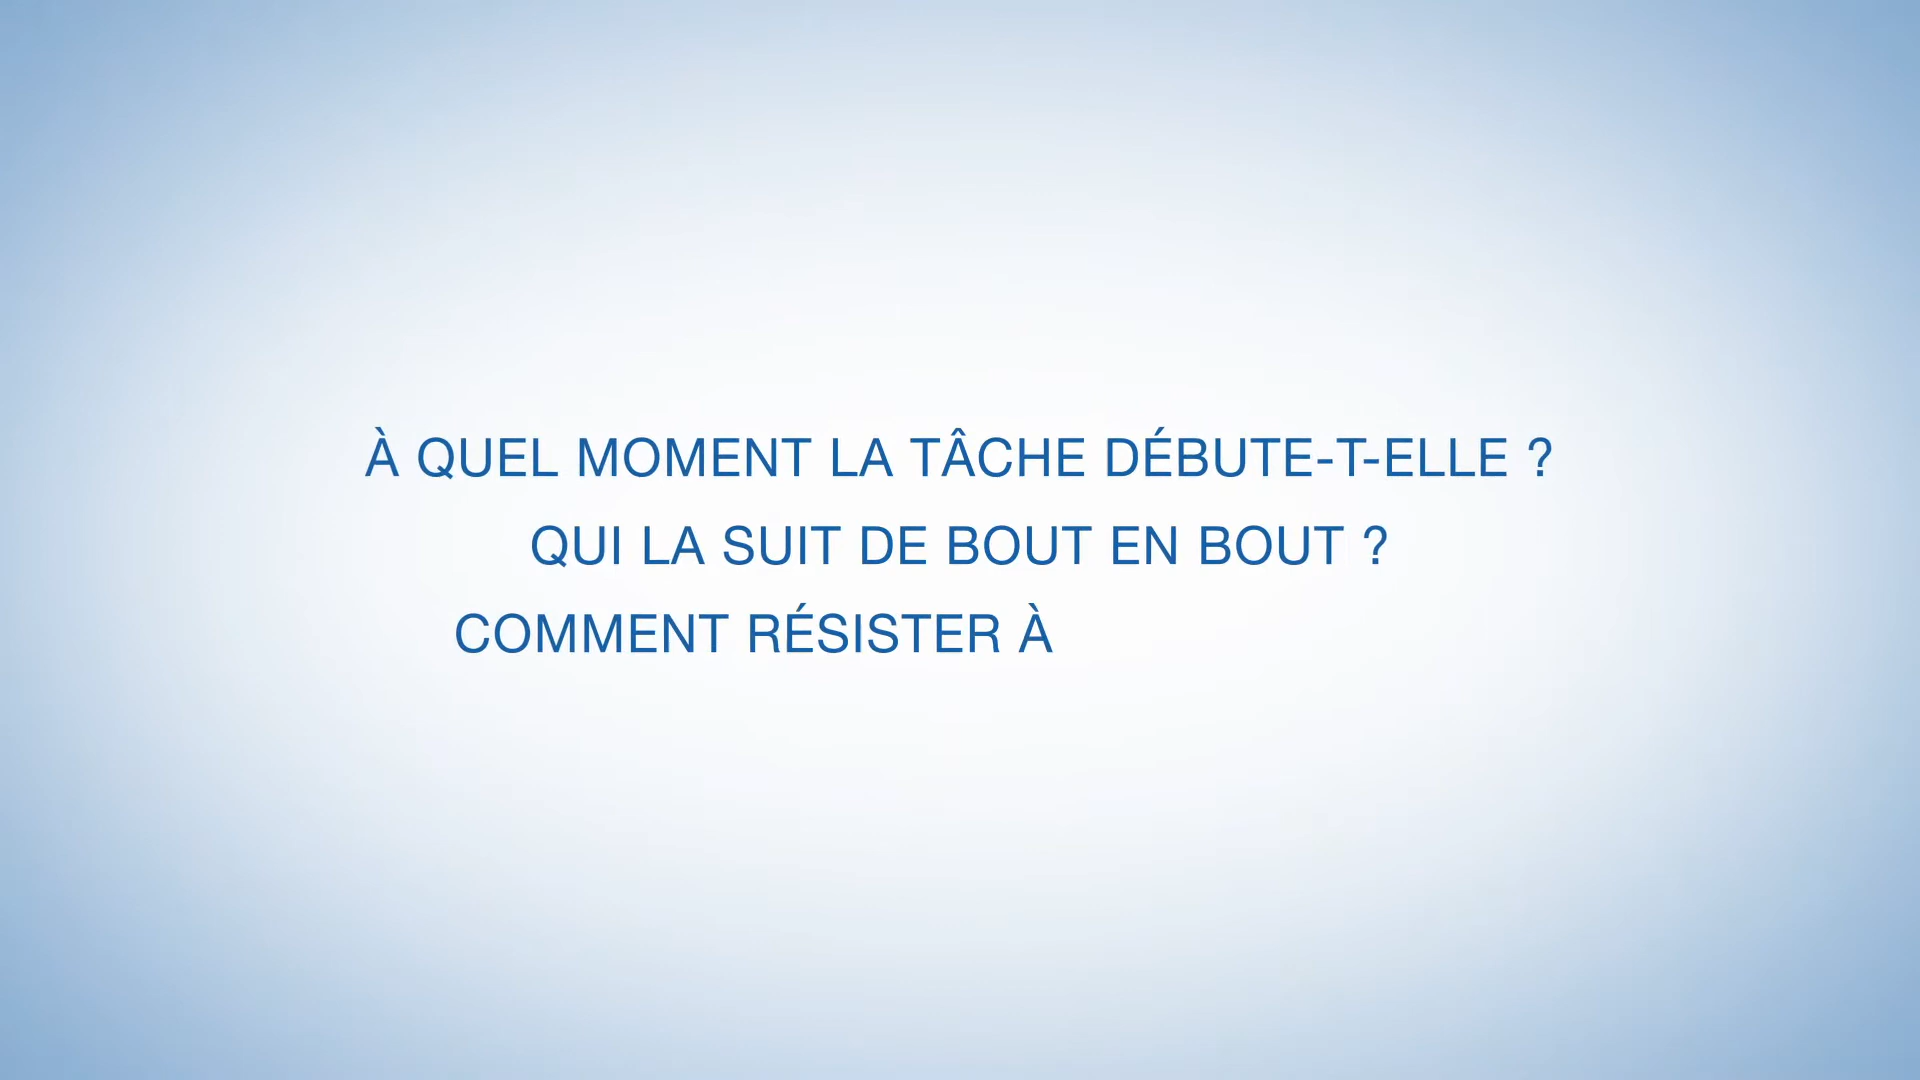 À QUEL MOMENT LA TÂCHE DÉBUTE-T-ELLE ?
QUI LA SUIT DE BOUT EN BOUT ?
COMMENT RÉSISTER À